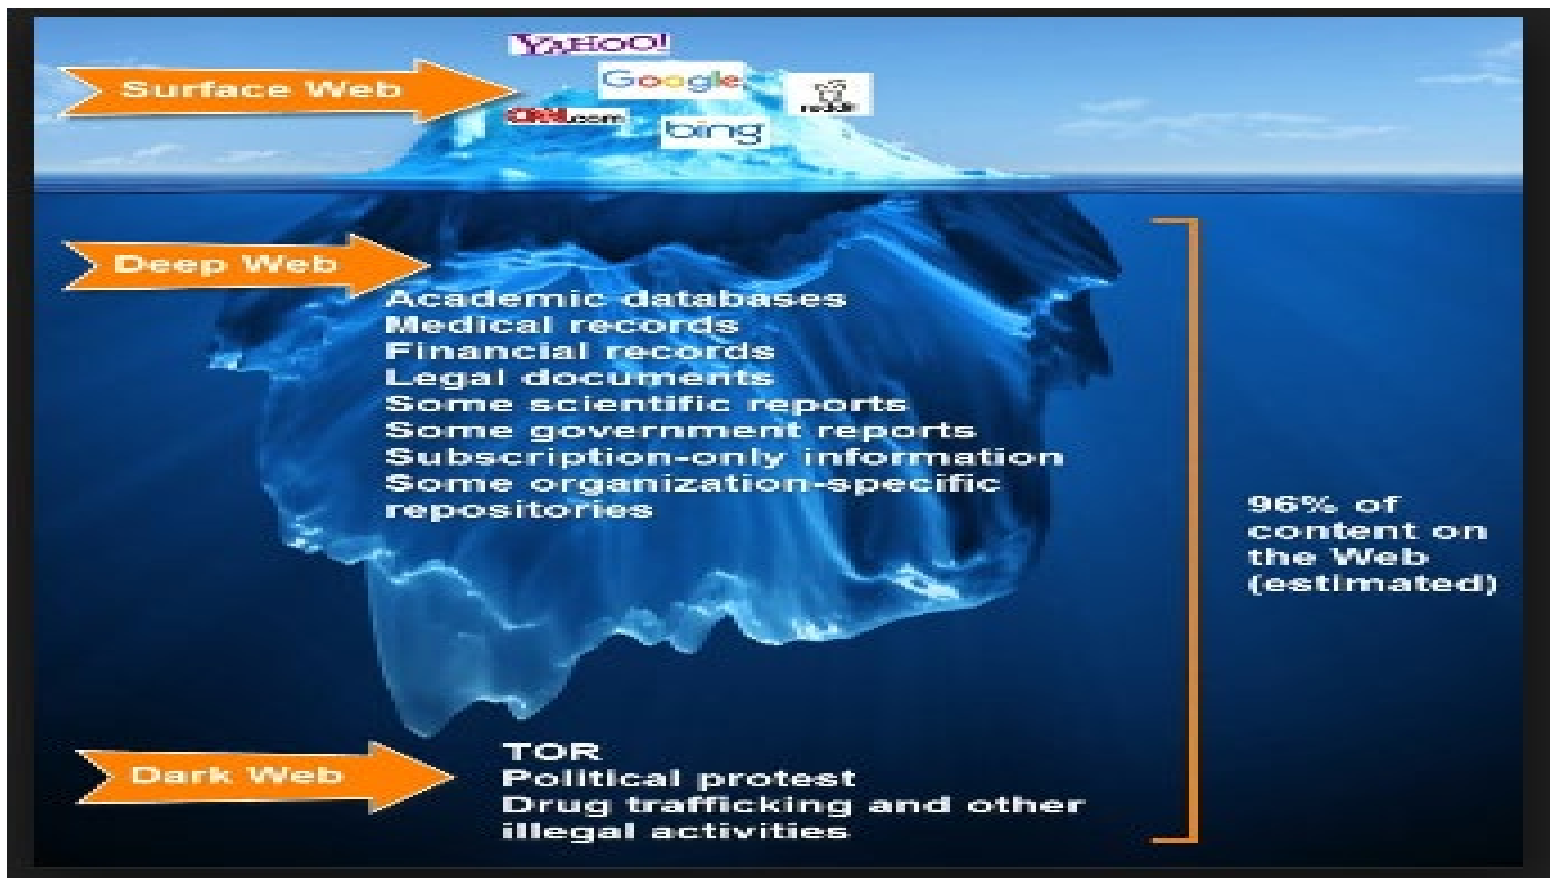 YAHOO!
Surface Web
Google
reddit
CNN.com
bing
Deep Web
Academic databases
Medical records
Financial records
Legal documents
Some scientific reports
Some government reports
Subscription-only information
Some organization-specific
repositories
96% of
content on
the Web
(estimated)
Dark Web
TOR
Political protest
Drug trafficking and other
illegal activities